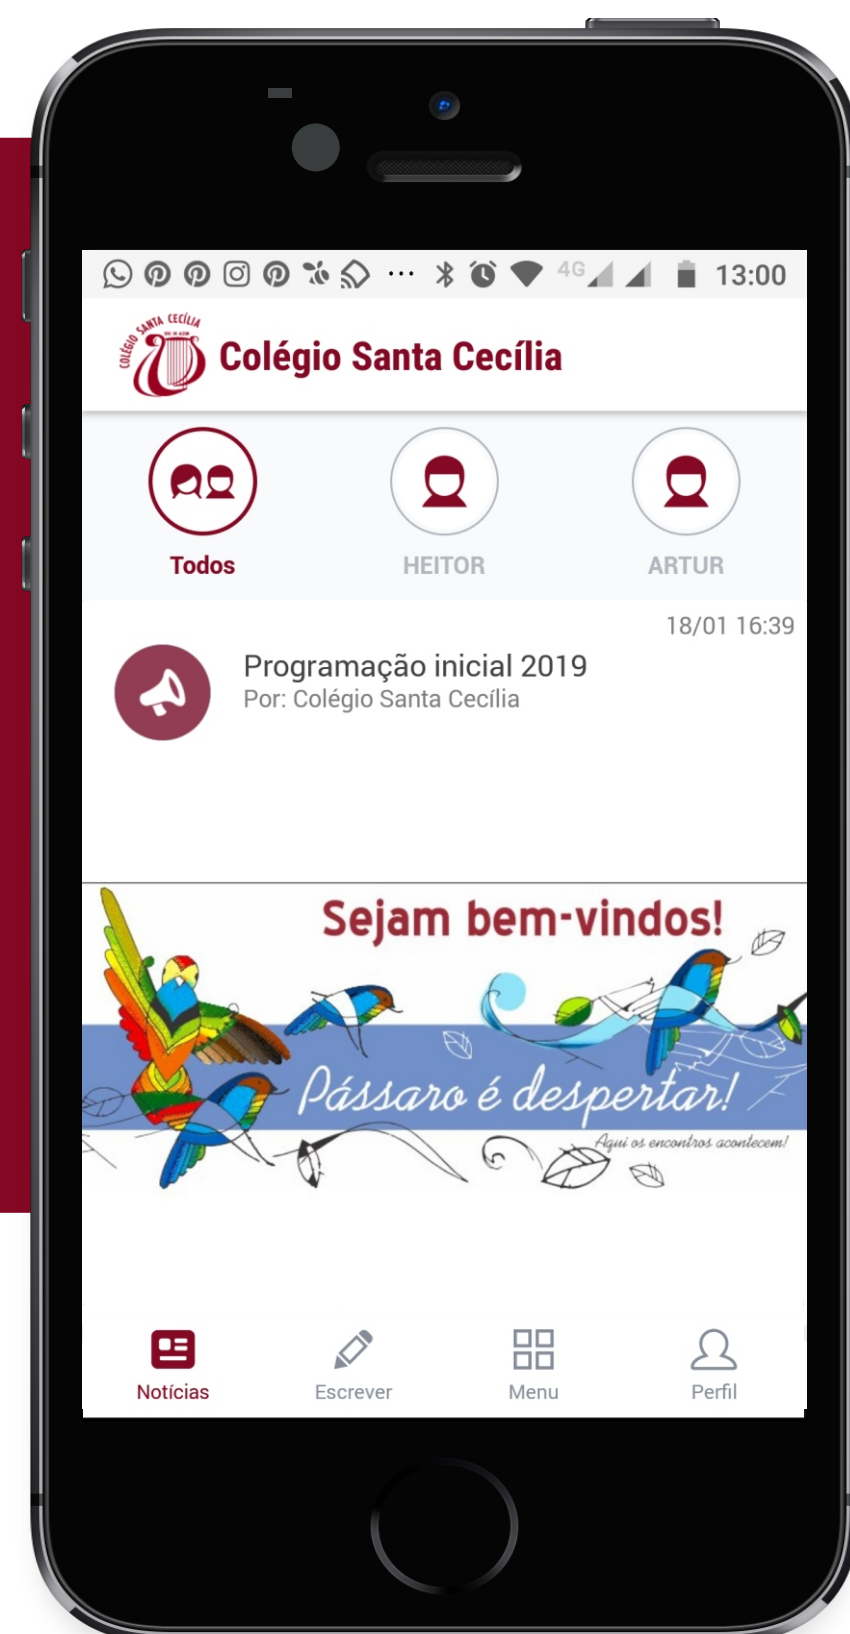 4G 13:00
COLÉGIO SANTA CECÍLIA
Colégio Santa Cecília
Todos HEITOR ARTUR
18/01 16:39
Programação inicial 2019
Por: Colégio Santa Cecília
Sejam bem-vindos!
Pássaro é despertar!
Aqui os encontros acontecem!
Notícias Escrever Menu Perfil